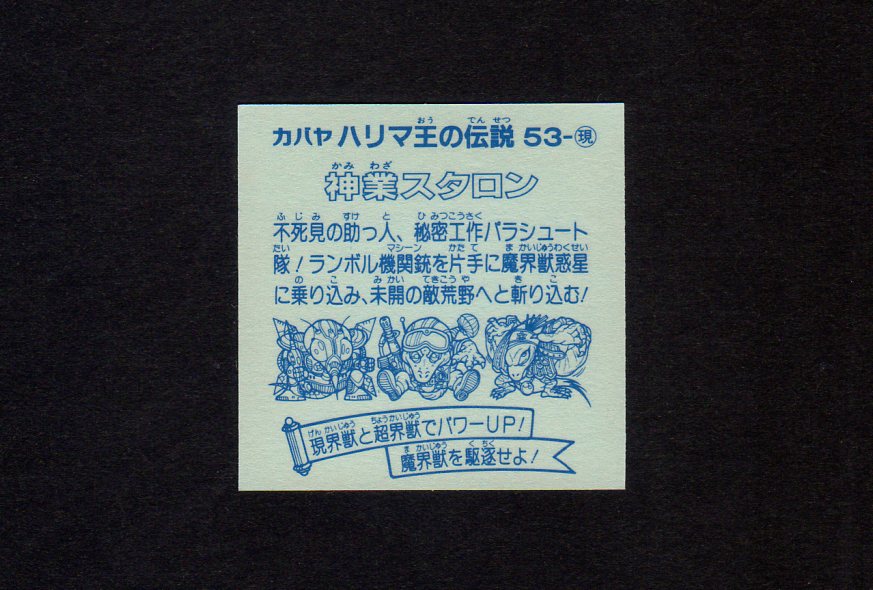 カバヤ ハリマ王の伝説 53-現
神業スタロン
不死見の助っ人、秘密工作パラシュート
隊！ランボル機関銃を片手に魔界獣惑星
に乗り込み、未開の敵荒野へと斬り込む！
現界獣と超界獣でパワーUP！
魔界獣を駆逐せよ！